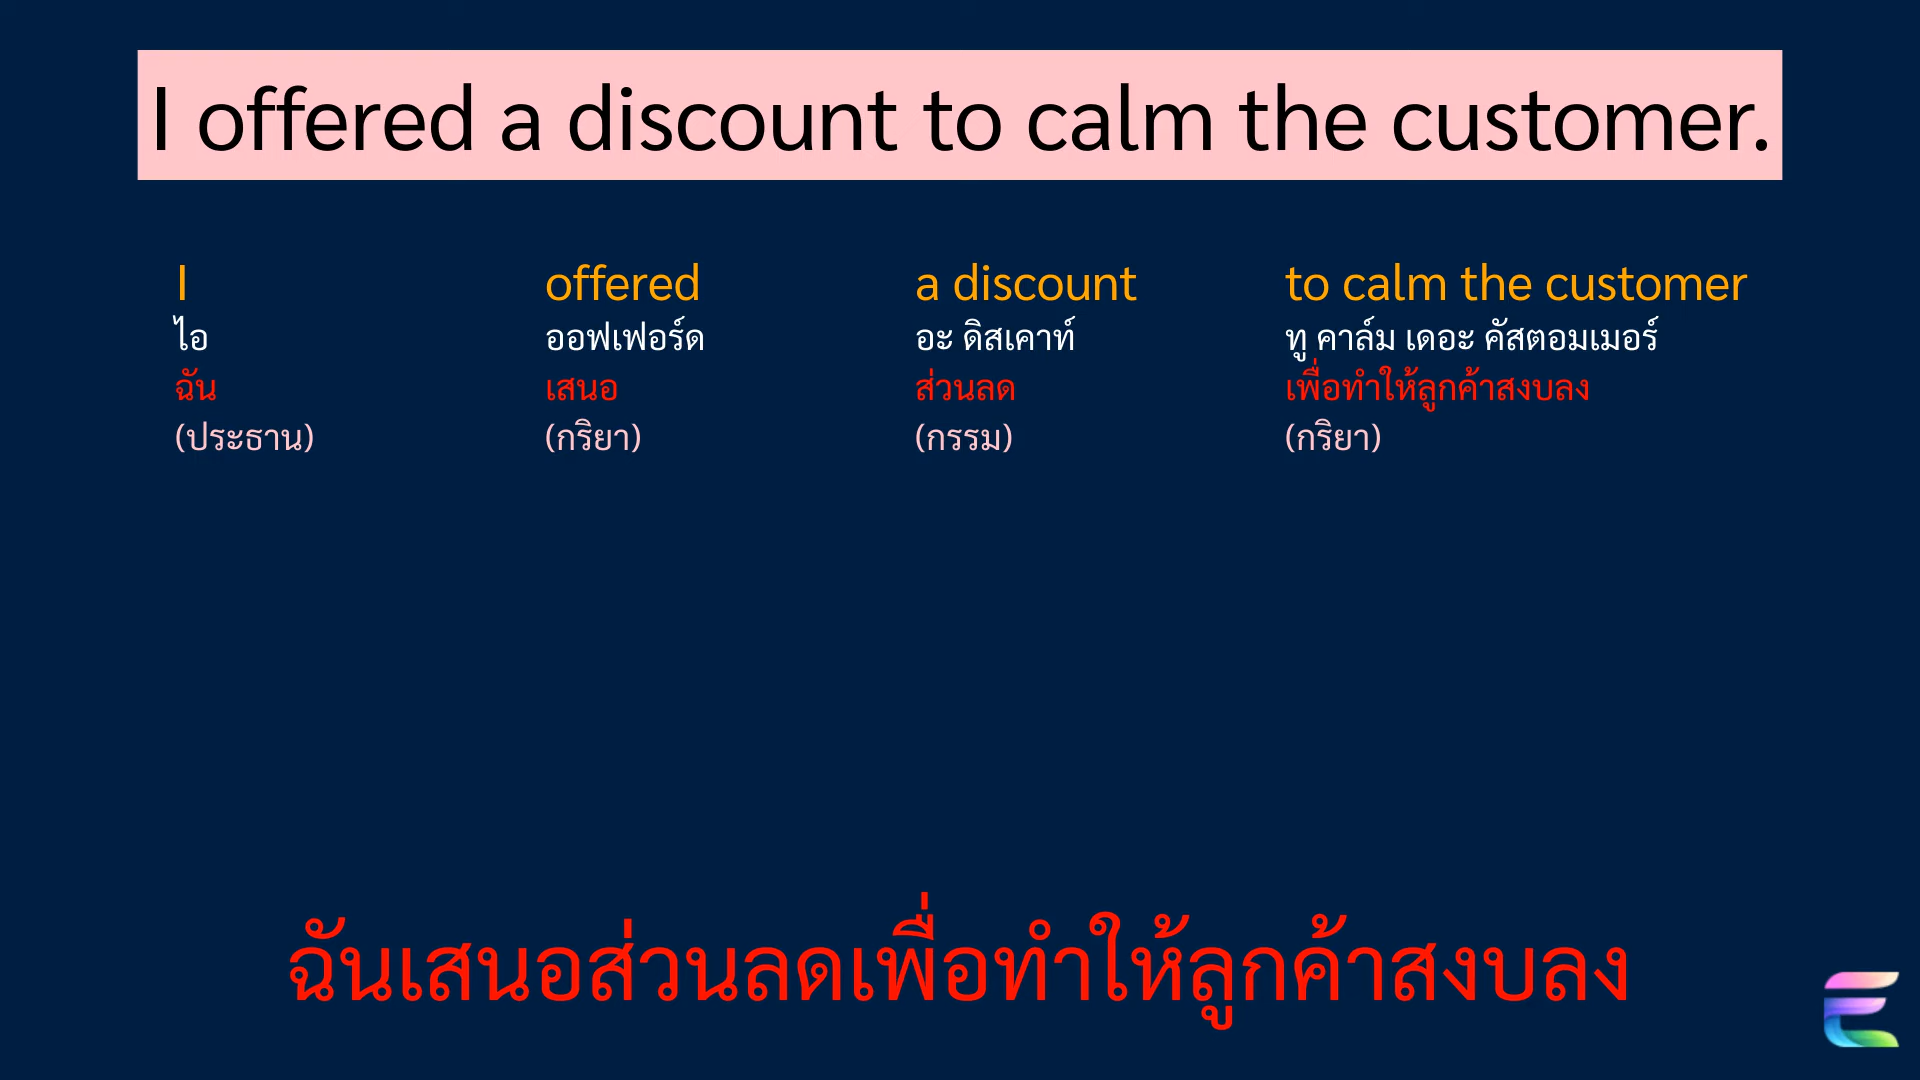 I offered a discount to calm the customer.
I offered a discount to calm the customer
ไอ ออฟเฟอร์ด อะ ดิสเคาท์ ทู คาล์ม เดอะ คัสตอมเมอร์
ฉัน เสนอ ส่วนลด เพื่อทำให้ลูกค้าสงบลง
(ประธาน) (กริยา) (กรรม) (กริยา)
ฉันเสนอส่วนลดเพื่อทำให้ลูกค้าสงบลง